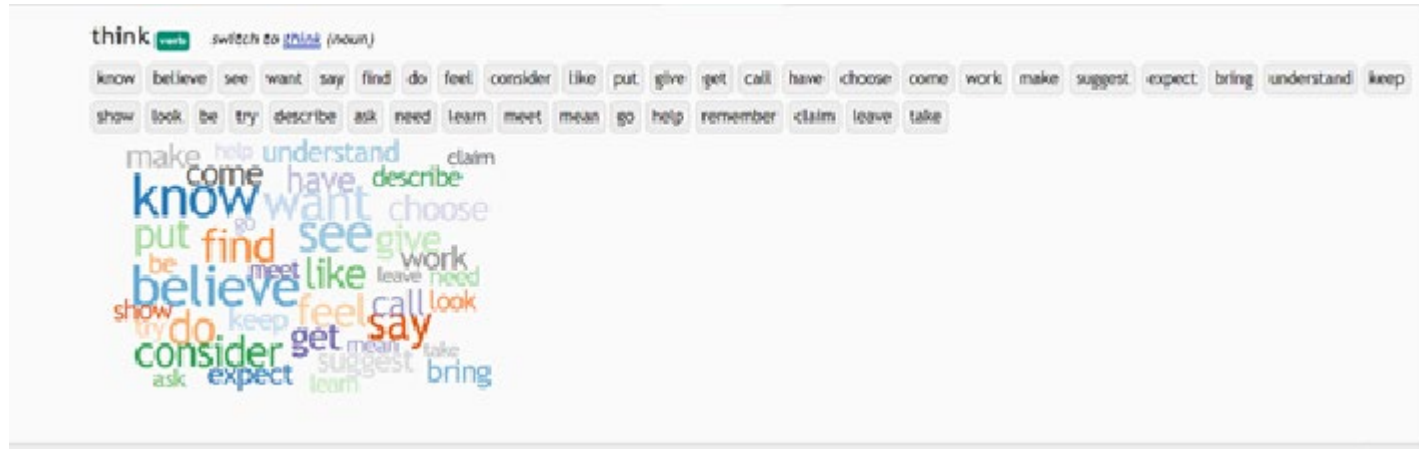 think verb switch to think (noun)
know believe see want say find do feel consider like put give get call have choose come work make suggest expect bring understand keep
show look be try describe ask need learn meet mean go help remember claim leave take
make help understand claim
come have describe
know want choose
put find go see give
be meet like leave work need
believe
show try do keep feel call look
say
consider get mean suggest take
ask expect learn bring